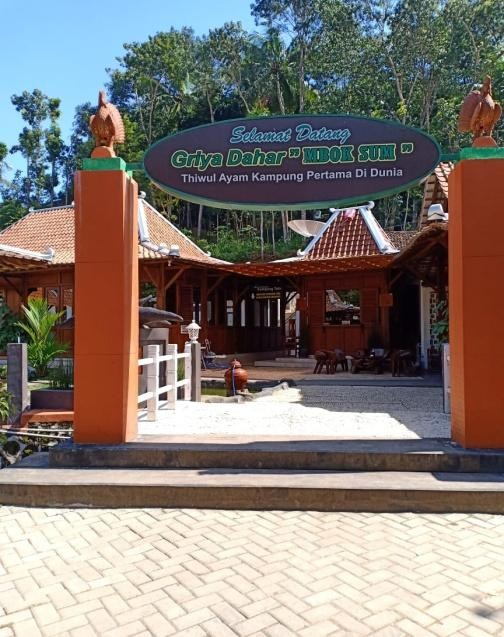 Selamat Datang
Griya Dahar " MBOK SUM "
Thiwul Ayam Kampung Pertama Di Dunia